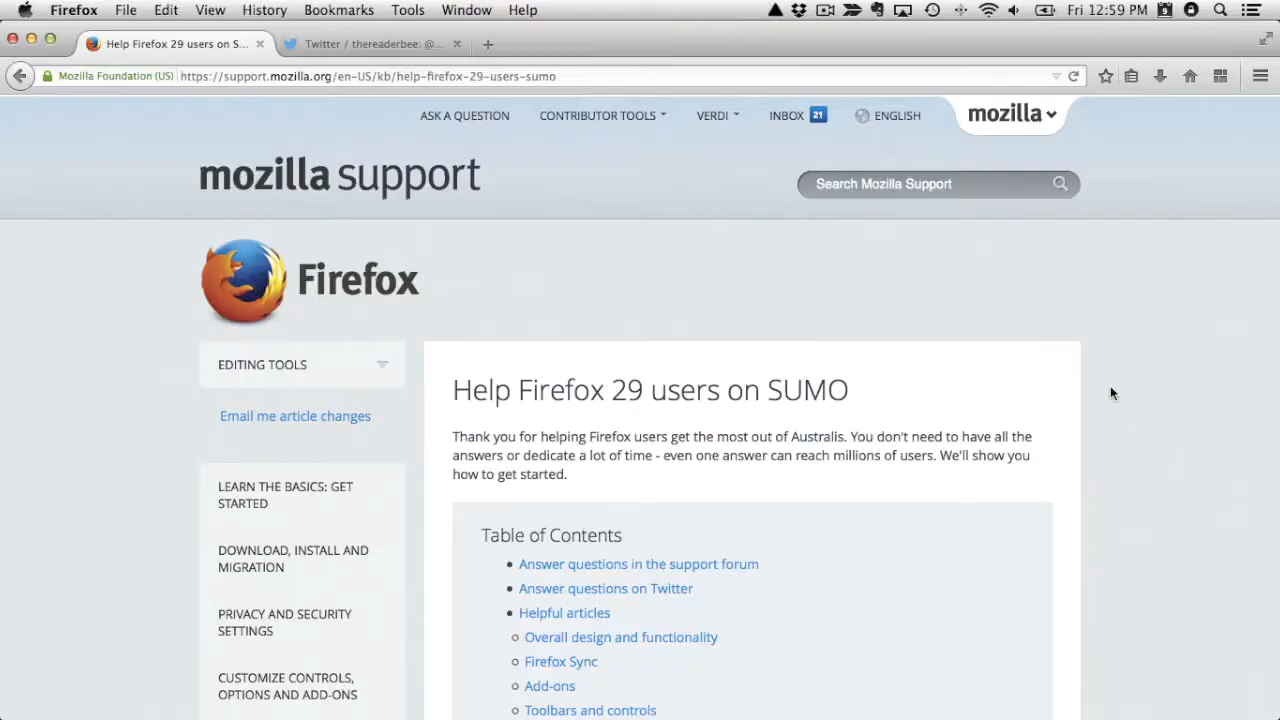 Firefox File Edit View History Bookmarks Tools Window Help Fri 12:59 PM 9
Help Firefox 29 users on S... Twitter / thereaderbee: @...
Mozilla Foundation (US) https://support.mozilla.org/en-US/kb/help-firefox-29-users-sumo
ASK A QUESTION CONTRIBUTOR TOOLS VERDI INBOX 21 ENGLISH mozilla
mozilla support
Search Mozilla Support
Firefox
EDITING TOOLS
Email me article changes
LEARN THE BASICS: GET
STARTED
DOWNLOAD, INSTALL AND
MIGRATION
PRIVACY AND SECURITY
SETTINGS
CUSTOMIZE CONTROLS,
OPTIONS AND ADD-ONS
Help Firefox 29 users on SUMO
Thank you for helping Firefox users get the most out of Australis. You don't need to have all the
answers or dedicate a lot of time - even one answer can reach millions of users. We'll show you
how to get started.
Table of Contents
Answer questions in the support forum
Answer questions on Twitter
Helpful articles
Overall design and functionality
Firefox Sync
Add-ons
Toolbars and controls